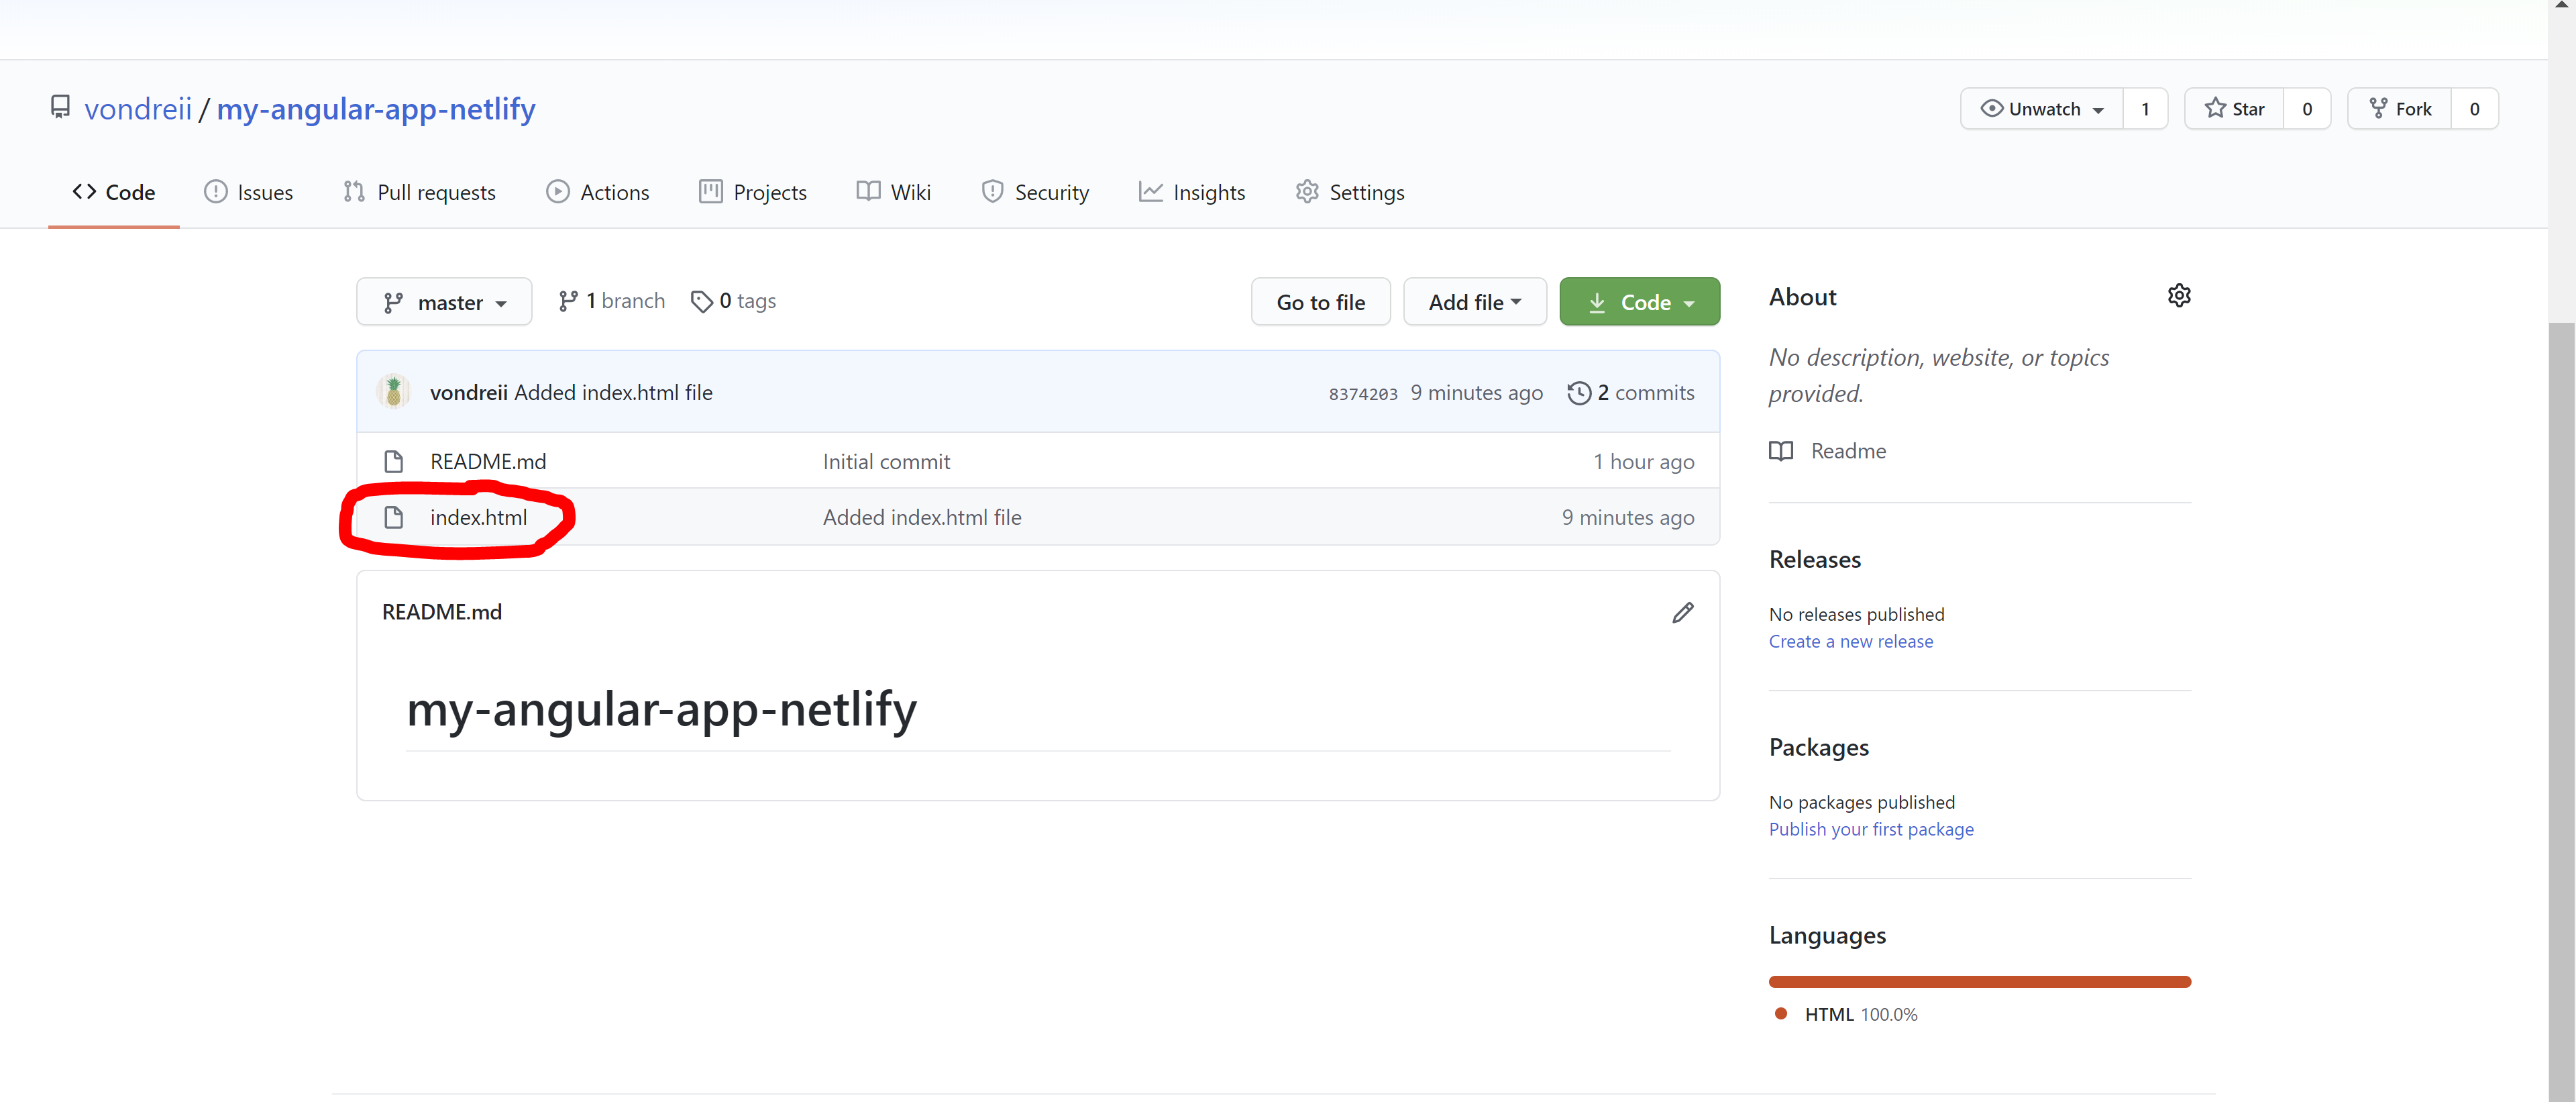 vondreii / my-angular-app-netlify
Unwatch 1 Star 0 Fork 0
Code Issues Pull requests Actions Projects Wiki Security Insights Settings
master 1 branch 0 tags Go to file Add file Code
vondreii Added index.html file 8374203 9 minutes ago 2 commits
README.md Initial commit 1 hour ago
index.html Added index.html file 9 minutes ago
README.md
my-angular-app-netlify
About
No description, website, or topics
provided.
Readme
Releases
No releases published
Create a new release
Packages
No packages published
Publish your first package
Languages
HTML 100.0%